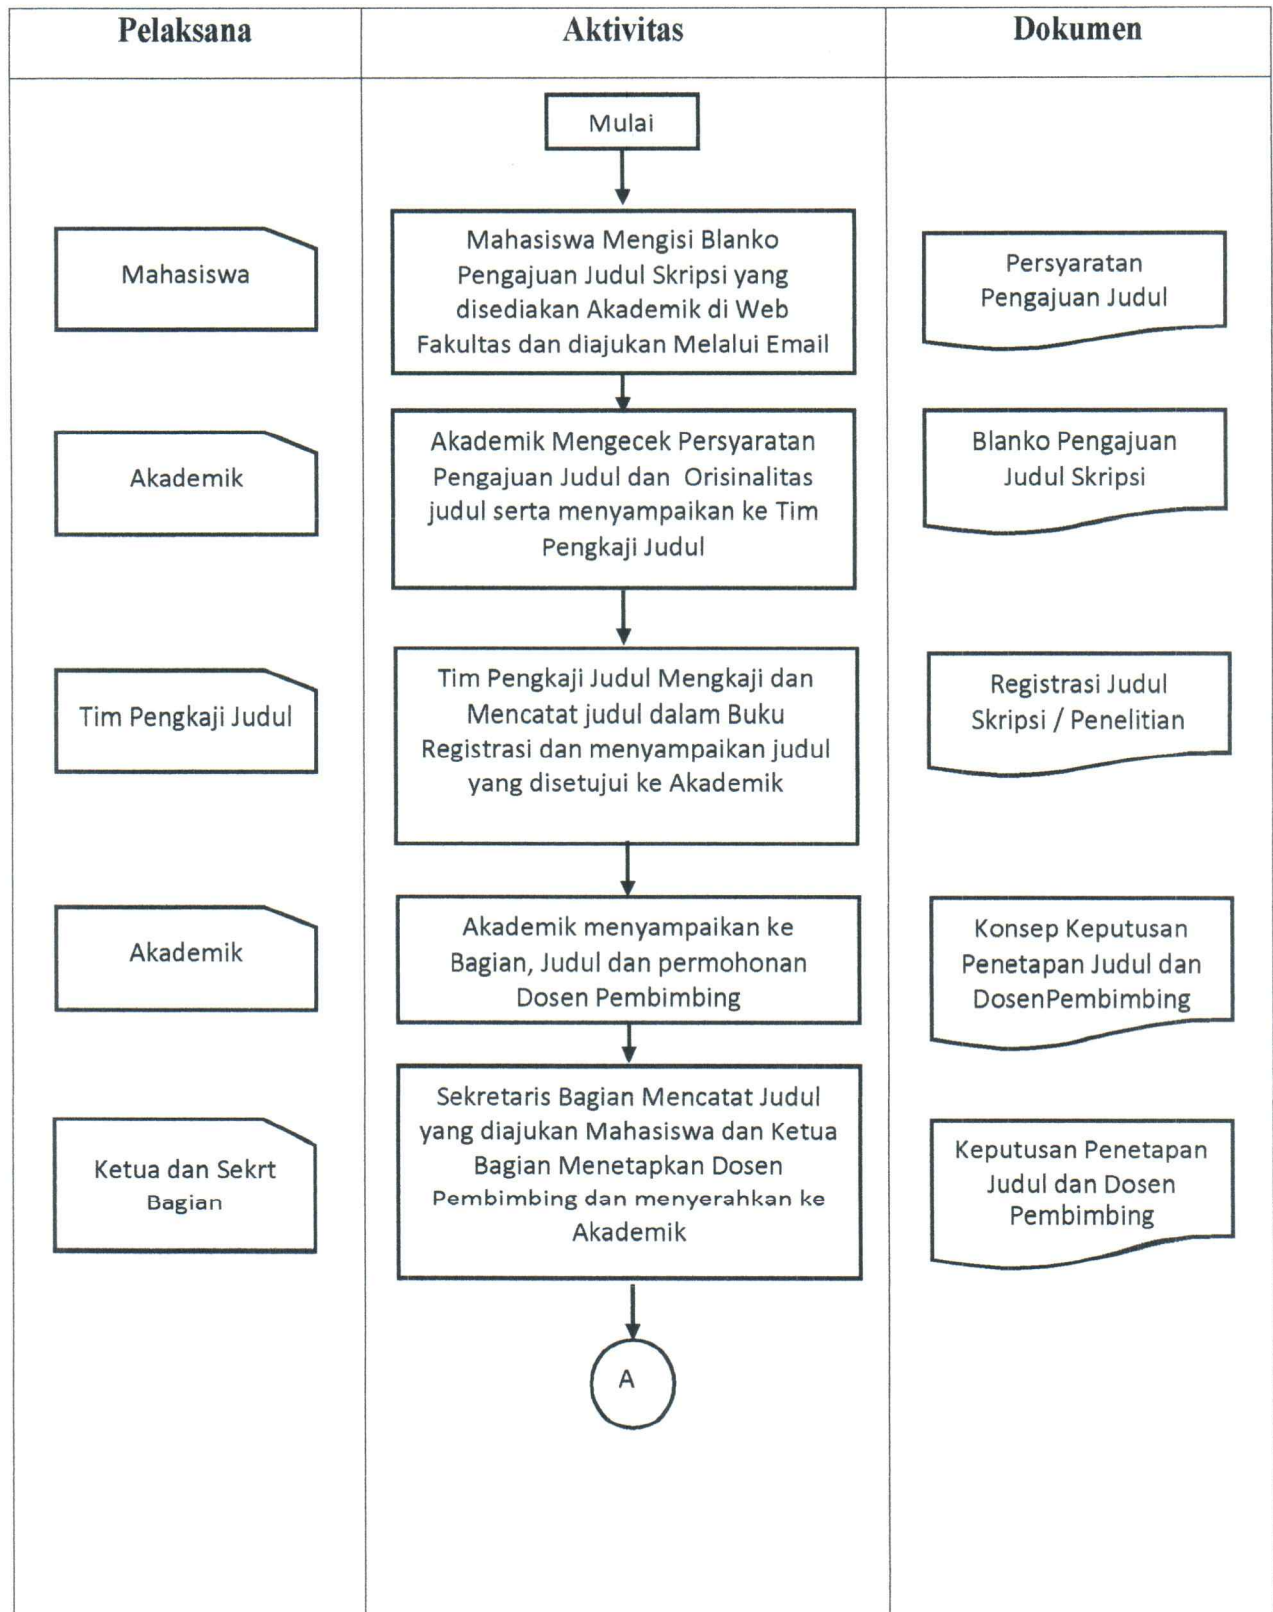 Pelaksana
Aktivitas
Dokumen
Mulai
Mahasiswa
Mahasiswa Mengisi Blanko
Pengajuan Judul Skripsi yang
disediakan Akademik di Web
Fakultas dan diajukan Melalui Email
Persyaratan
Pengajuan Judul
Akademik
Akademik Mengecek Persyaratan
Pengajuan Judul dan Orisinalitas
judul serta menyampaikan ke Tim
Pengkaji Judul
Blanko Pengajuan
Judul Skripsi
Tim Pengkaji Judul
Tim Pengkaji Judul Mengkaji dan
Mencatat judul dalam Buku
Registrasi dan menyampaikan judul
yang disetujui ke Akademik
Registrasi Judul
Skripsi / Penelitian
Akademik
Akademik menyampaikan ke
Bagian, Judul dan permohonan
Dosen Pembimbing
Konsep Keputusan
Penetapan Judul dan
DosenPembimbing
Ketua dan Sekrt
Bagian
Sekretaris Bagian Mencatat Judul
yang diajukan Mahasiswa dan Ketua
Bagian Menetapkan Dosen
Pembimbing dan menyerahkan ke
Akademik
Keputusan Penetapan
Judul dan Dosen
Pembimbing
A